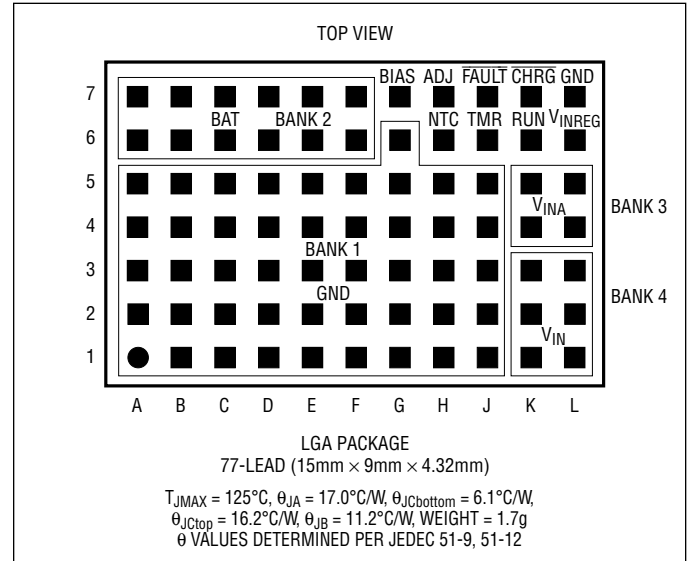 TOP VIEW
BIAS ADJ FAULT CHRG GND
7
BAT BANK 2 NTC TMR RUN VINREG
6
5
VINA BANK 3
4
BANK 1
3
GND BANK 4
2
VIN
1
A B C D E F G H J K L
LGA PACKAGE
77-LEAD (15mm × 9mm × 4.32mm)
TJMAX = 125°C, θJA = 17.0°C/W, θJCbottom = 6.1°C/W,
θJCtop = 16.2°C/W, θJB = 11.2°C/W, WEIGHT = 1.7g
θ VALUES DETERMINED PER JEDEC 51-9, 51-12